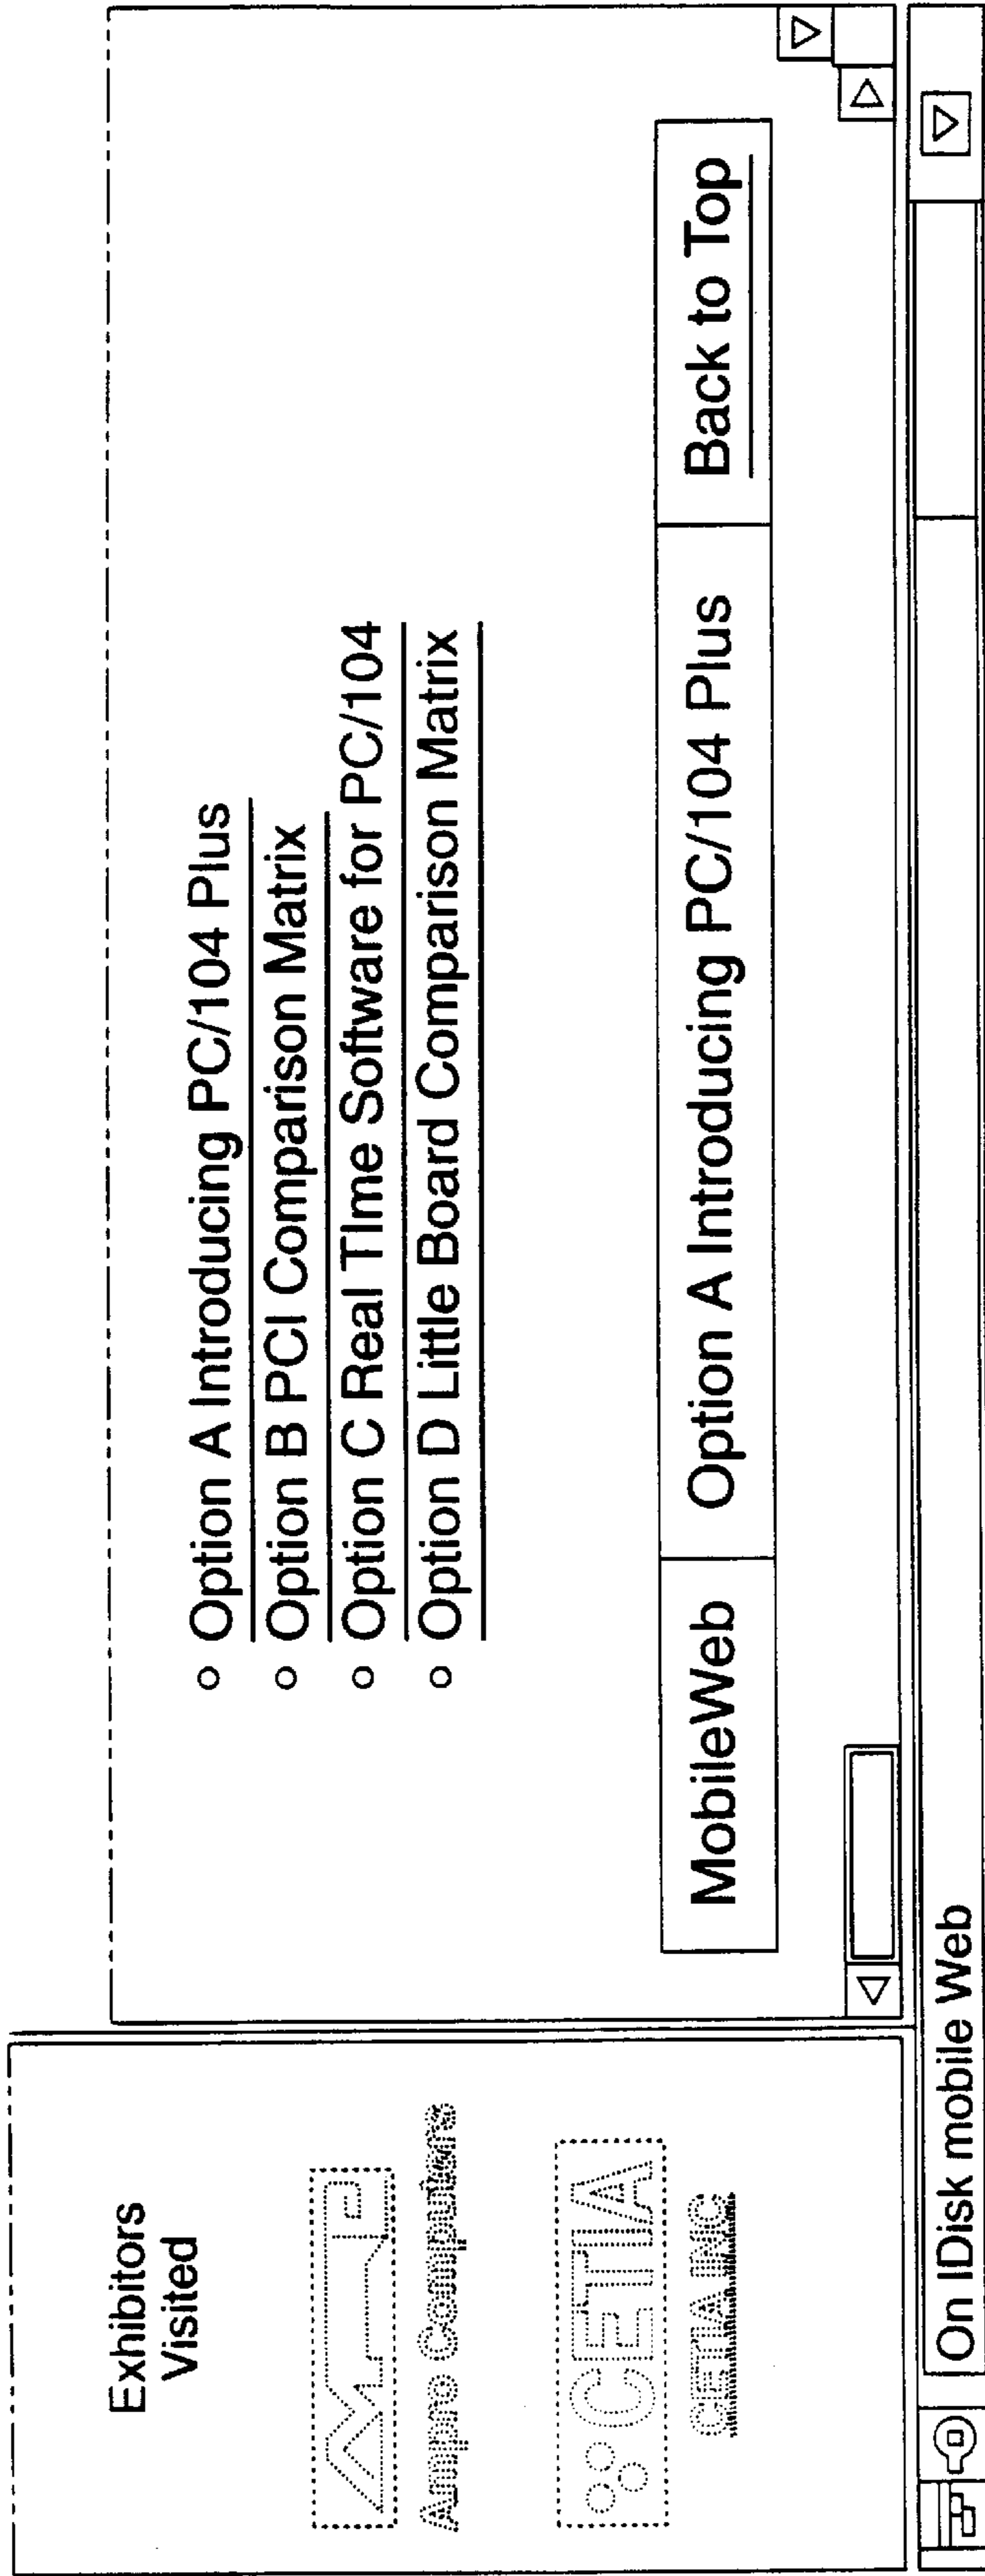 Exhibitors
Visited
Ampro Computers
CETIA
CETIA INC
Option A Introducing PC/104 Plus
Option B PCI Comparison Matrix
Option C Real TIme Software for PC/104
Option D Little Board Comparison Matrix
MobileWeb Option A Introducing PC/104 Plus Back to Top
On IDisk mobile Web